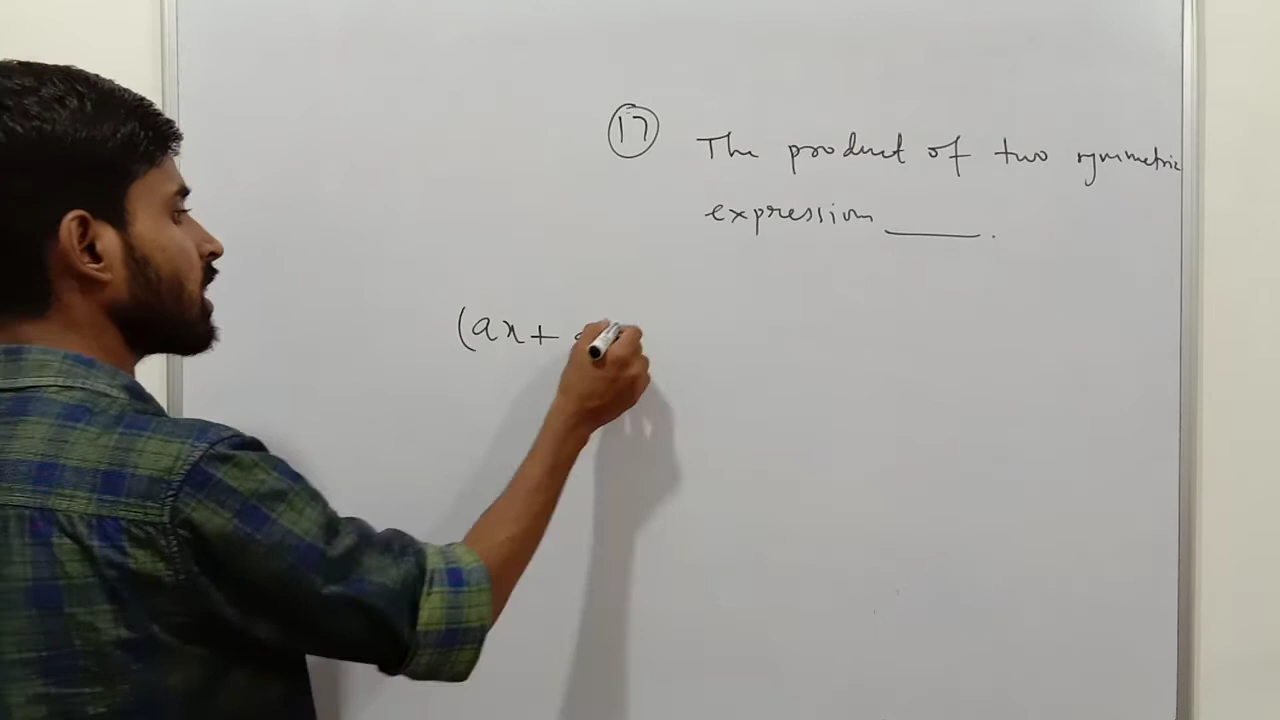 17 The product of two symmetric
expression ____.
(ax+